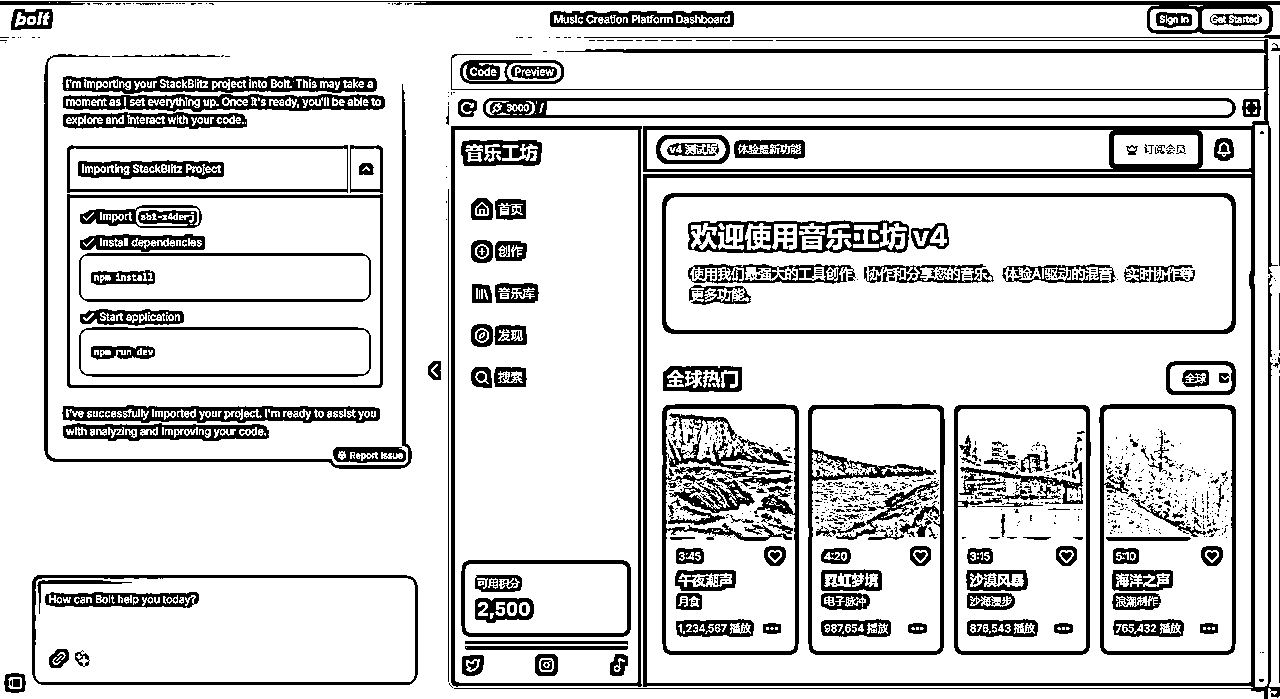 bolt
Music Creation Platform Dashboard
Sign In
Get Started
I'm importing your StackBlitz project into Bolt. This may take a
moment as I set everything up. Once it's ready, you'll be able to
explore and interact with your code.
Importing StackBlitz Project
Import sb1-z4derj
Install dependencies
npm install
Start application
npm run dev
I've successfully imported your project. I'm ready to assist you
with analyzing and improving your code.
Report Issue
How can Bolt help you today?
Code
Preview
3000 /
音乐工坊
首页
创作
音乐库
发现
搜索
可用积分
2,500
v4 测试版
体验最新功能
订阅会员
欢迎使用音乐工坊 v4
使用我们最强大的工具创作、协作和分享您的音乐。体验AI驱动的混音、实时协作等
更多功能。
全球热门
全球
3:45
午夜潮声
月食
1,234,567 播放
4:20
霓虹梦境
电子脉冲
987,654 播放
3:15
沙漠风暴
沙海漫步
876,543 播放
5:10
海洋之声
浪潮制作
765,432 播放